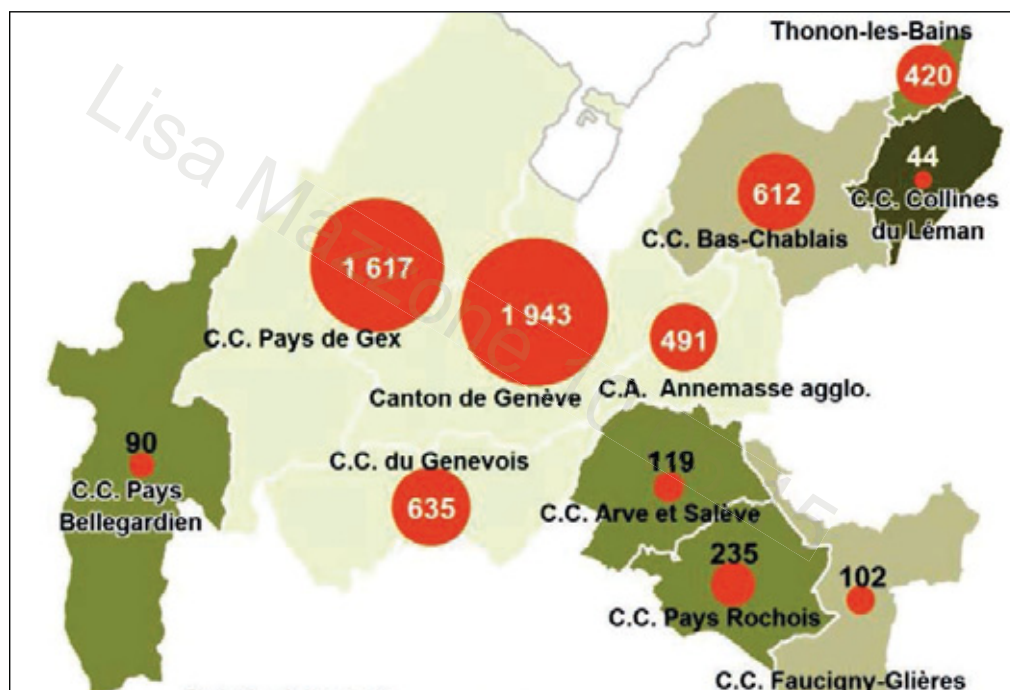 Thonon-les-Bains
420
44
C.C. Collines
du Léman
612
C.C. Bas-Chablais
1 617
C.C. Pays de Gex
1 943
Canton de Genève
491
C.A. Annemasse agglo.
90
C.C. Pays
Bellegardien
C.C. du Genevois
635
119
C.C. Arve et Salève
235
C.C. Pays Rochois
102
C.C. Faucigny-Glières
Lisa Mazzone